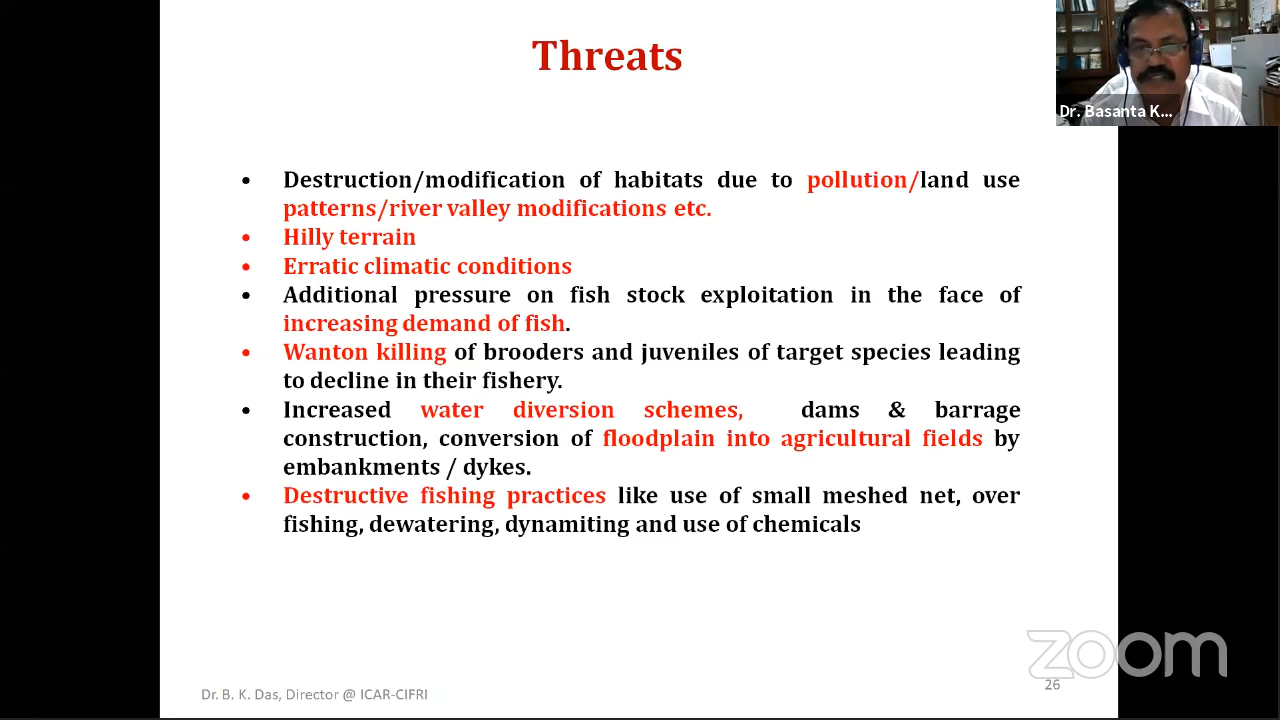 Threats
Dr. Basanta K...
• Destruction/modification of habitats due to pollution/land use
patterns/river valley modifications etc.
• Hilly terrain
• Erratic climatic conditions
• Additional pressure on fish stock exploitation in the face of
increasing demand of fish.
• Wanton killing of brooders and juveniles of target species leading
to decline in their fishery.
• Increased water diversion schemes, dams & barrage
construction, conversion of floodplain into agricultural fields by
embankments / dykes.
• Destructive fishing practices like use of small meshed net, over
fishing, dewatering, dynamiting and use of chemicals
zoom
Dr. B. K. Das, Director @ ICAR-CIFRI
26